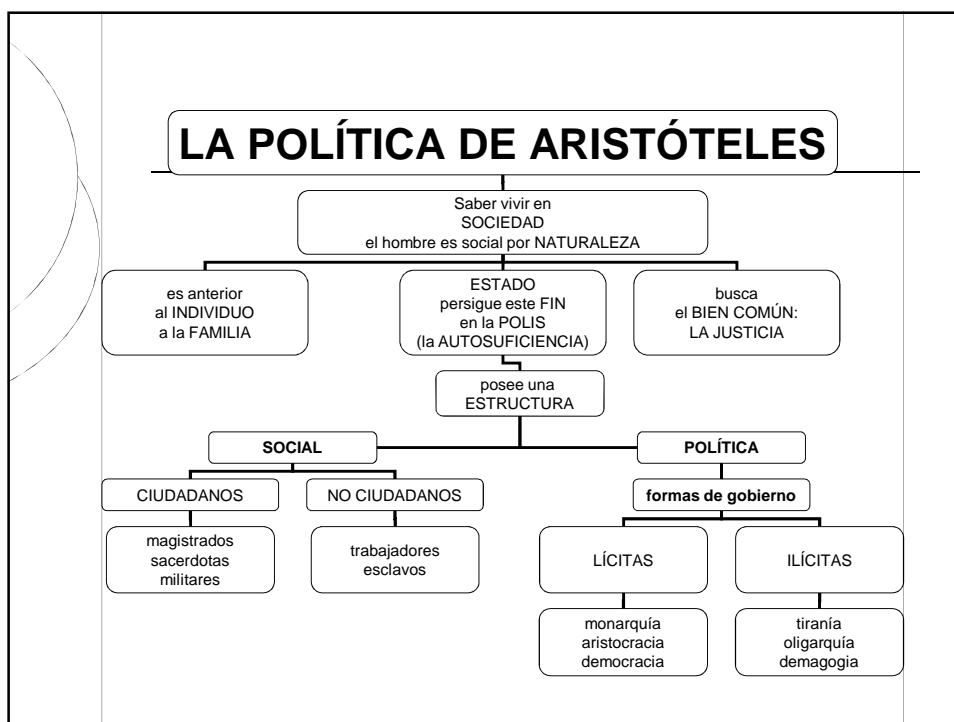 LA POLÍTICA DE ARISTÓTELES
Saber vivir en
SOCIEDAD
el hombre es social por NATURALEZA
es anterior
al INDIVIDUO
a la FAMILIA
ESTADO
persigue este FIN
en la POLIS
(la AUTOSUFICIENCIA)
busca
el BIEN COMÚN:
LA JUSTICIA
posee una
ESTRUCTURA
SOCIAL
POLÍTICA
CIUDADANOS
NO CIUDADANOS
formas de gobierno
magistrados
sacerdotas
militares
trabajadores
esclavos
LÍCITAS
ILÍCITAS
monarquía
aristocracia
democracia
tiranía
oligarquía
demagogia